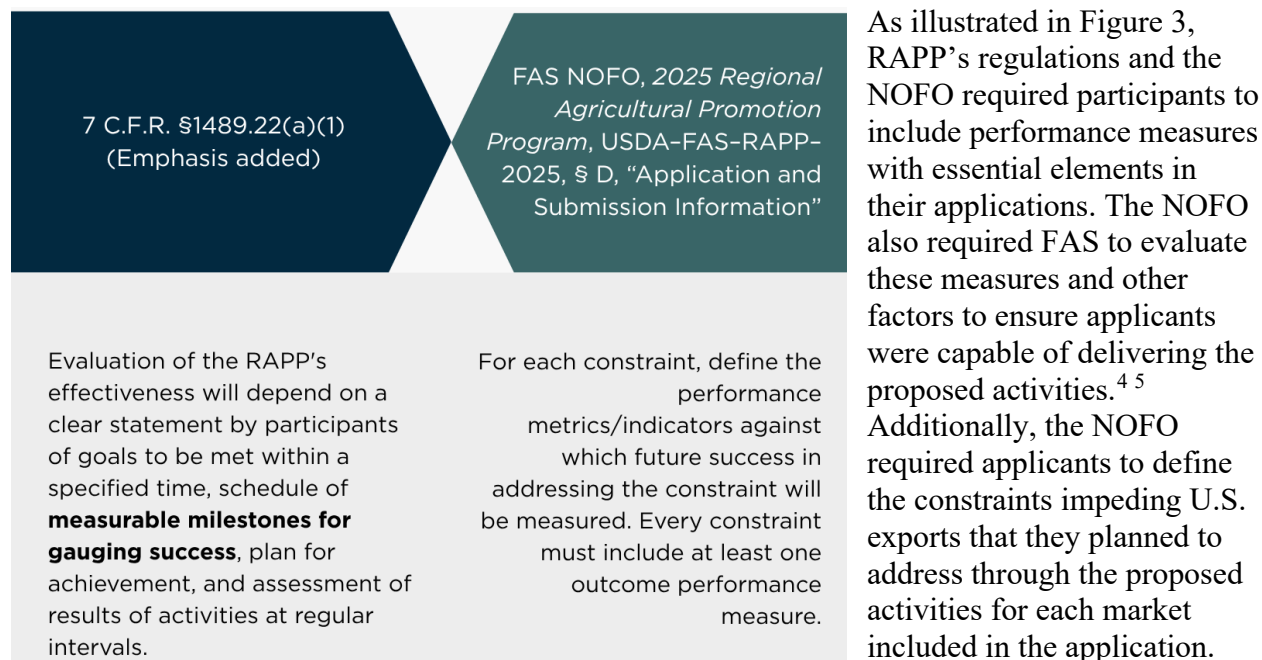 7 C.F.R. §1489.22(a)(1)
(Emphasis added)
FAS NOFO, 2025 Regional
Agricultural Promotion
Program, USDA–FAS–RAPP–
2025, § D, “Application and
Submission Information”
Evaluation of the RAPP's
effectiveness will depend on a
clear statement by participants
of goals to be met within a
specified time, schedule of
measurable milestones for
gauging success, plan for
achievement, and assessment of
results of activities at regular
intervals.
For each constraint, define the
performance
metrics/indicators against
which future success in
addressing the constraint will
be measured. Every constraint
must include at least one
outcome performance
measure.
As illustrated in Figure 3,
RAPP’s regulations and the
NOFO required participants to
include performance measures
with essential elements in
their applications. The NOFO
also required FAS to evaluate
these measures and other
factors to ensure applicants
were capable of delivering the
proposed activities.4 5
Additionally, the NOFO
required applicants to define
the constraints impeding U.S.
exports that they planned to
address through the proposed
activities for each market
included in the application.